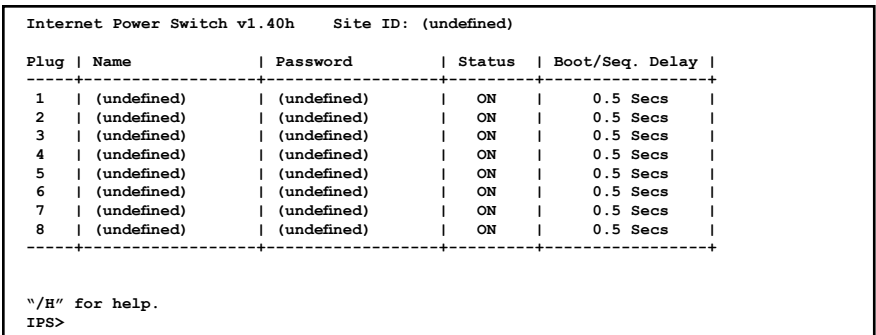 Internet Power Switch v1.40h    Site ID: (undefined)
Plug | Name              | Password          | Status  | Boot/Seq. Delay |
-----+-------------------+-------------------+---------+-----------------+
 1   | (undefined)       | (undefined)       |   ON    |     0.5 Secs    |
 2   | (undefined)       | (undefined)       |   ON    |     0.5 Secs    |
 3   | (undefined)       | (undefined)       |   ON    |     0.5 Secs    |
 4   | (undefined)       | (undefined)       |   ON    |     0.5 Secs    |
 5   | (undefined)       | (undefined)       |   ON    |     0.5 Secs    |
 6   | (undefined)       | (undefined)       |   ON    |     0.5 Secs    |
 7   | (undefined)       | (undefined)       |   ON    |     0.5 Secs    |
 8   | (undefined)       | (undefined)       |   ON    |     0.5 Secs    |
-----+-------------------+-------------------+---------+-----------------+
“/H” for help.
IPS>